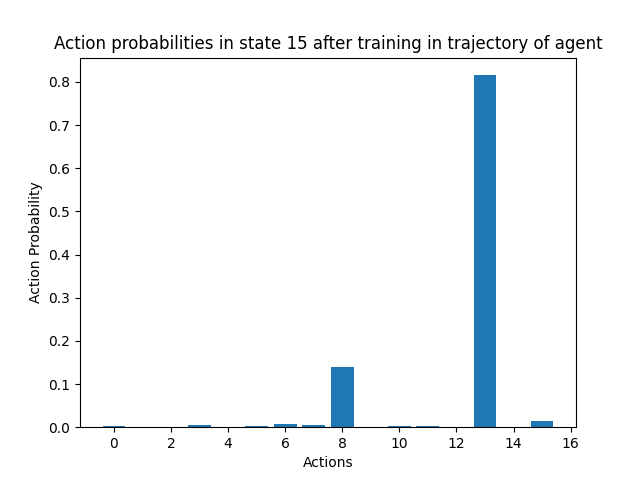 Action probabilities in state 15 after training in trajectory of agent
0.8
0.7
0.6
0.5
0.4
0.3
0.2
0.1
0.0
Action Probability
0 2 4 6 8 10 12 14 16
Actions